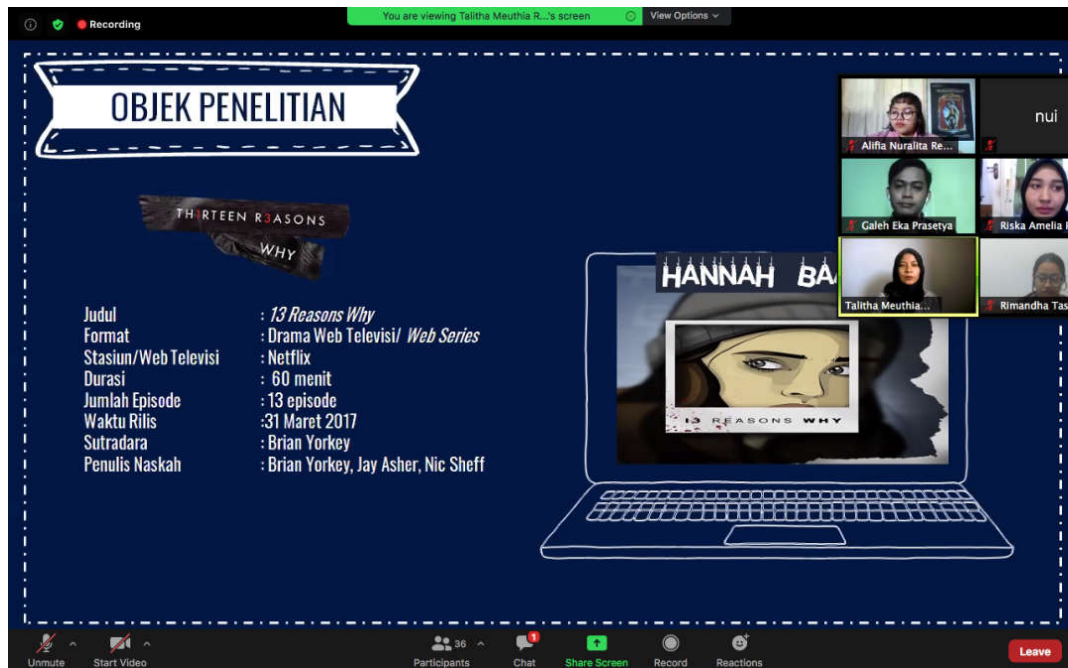 Recording
You are viewing Talitha Meuthia R...'s screen
View Options
OBJEK PENELITIAN
TH1RTEEN R3ASONS
WHY
Judul : 13 Reasons Why
Format : Drama Web Televisi/ Web Series
Stasiun/Web Televisi : Netflix
Durasi : 60 menit
Jumlah Episode : 13 episode
Waktu Rilis :31 Maret 2017
Sutradara : Brian Yorkey
Penulis Naskah : Brian Yorkey, Jay Asher, Nic Sheff
HANNAH BA
13 REASONS WHY
Alifia Nuralita Re...
nui
Galeh Eka Prasetya
Riska Amelia
Talitha Meuthia...
Rimandha Tas
Unmute
Start Video
36
Participants
1
Chat
Share Screen
Record
Reactions
Leave